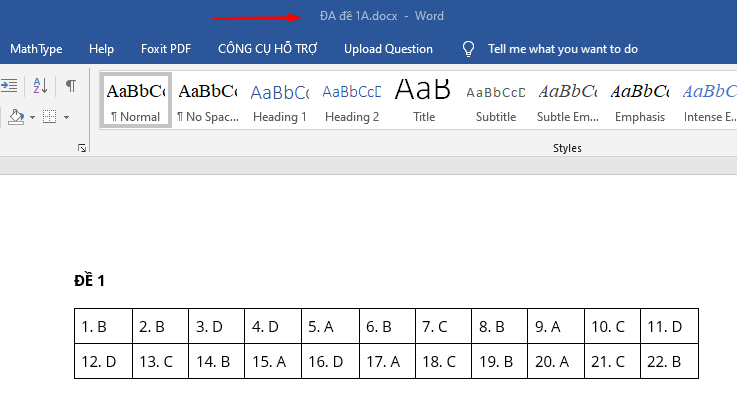 ĐA đề 1A.docx - Word
MathType Help Foxit PDF CÔNG CỤ HỖ TRỢ Upload Question Tell me what you want to do
AaBbCc AaBbCc AaBbCc AaBbCcD AaB AaBbCcD AaBbCc AaBbCc AaBbCc
¶ Normal ¶ No Spac... Heading 1 Heading 2 Title Subtitle Subtle Em... Emphasis Intense E...
Styles
ĐỀ 1
1. B 2. B 3. D 4. D 5. A 6. B 7. C 8. B 9. A 10. C 11. D
12. D 13. C 14. B 15. A 16. D 17. A 18. C 19. B 20. A 21. C 22. B